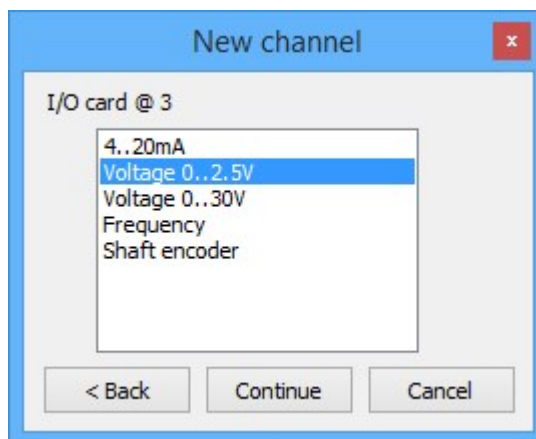 New channel
x
I/O card @ 3
4..20mA
Voltage 0..2.5V
Voltage 0..30V
Frequency
Shaft encoder
< Back Continue Cancel